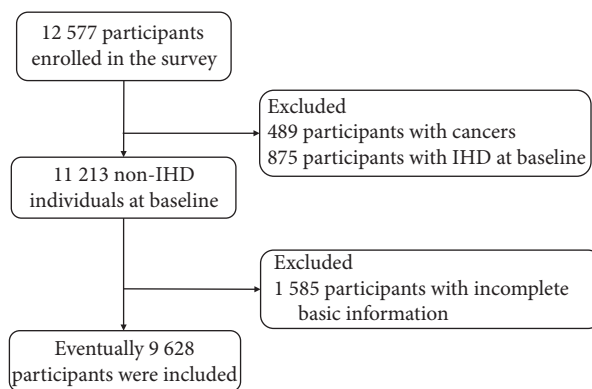 12 577 participants
enrolled in the survey
Excluded
489 participants with cancers
875 participants with IHD at baseline
11 213 non-IHD
individuals at baseline
Excluded
1 585 participants with incomplete
basic information
Eventually 9 628
participants were included